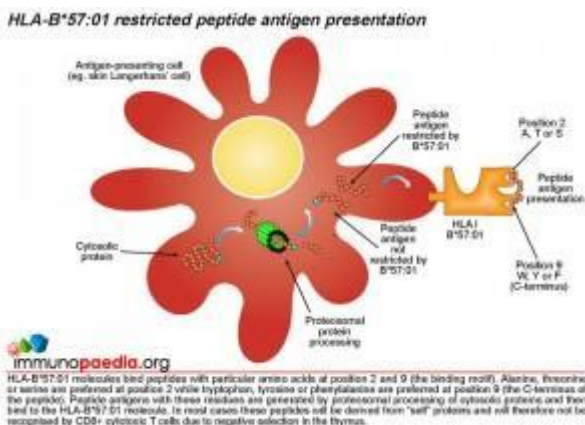 HLA-B*57:01 restricted peptide antigen presentation
Antigen-presenting cell
(eg. skin Langerhans' cell)
Peptide
antigen
restricted by
B*57:01
Position 2
A, T or S
Peptide
antigen
presentation
HLA I
B*57:01
Cytosolic
protein
Peptide
antigen
not
restricted by
B*57:01
Position 9
W, Y or F
(C-terminus)
Proteosomal
protein
processing
immunopaedia.org
HLA-B*57:01 molecules bind peptides with particular amino acids at position 2 and 9 (the binding motif). Alanine, threonine
or serine are preferred at position 2 while tryptophan, tyrosine or phenylalanine are preferred at position 9 (the C-terminus of
the peptide). Peptide antigens with these residues are generated by proteosomal processing of cytosolic proteins and then
bind to the HLA-B*57:01 molecule. In most cases these peptides will be derived from "self" proteins and will therefore not be
recognised by CD8+ cytotoxic T cells due to negative selection in the thymus.